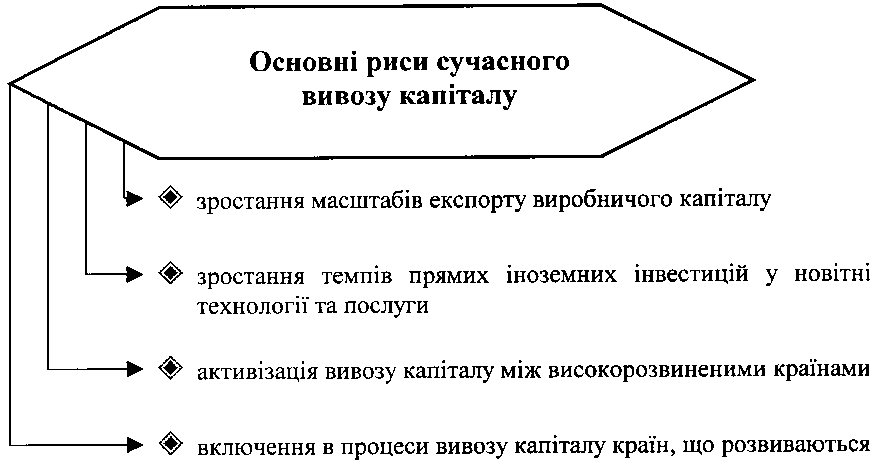 Основні риси сучасного
вивозу капіталу
зростання масштабів експорту виробничого капіталу
зростання темпів прямих іноземних інвестицій у новітні
технології та послуги
активізація вивозу капіталу між високорозвиненими країнами
включення в процеси вивозу капіталу країн, що розвиваються